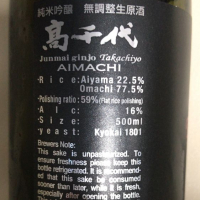 純米吟醸 無調整生原酒
髙千代
Junmai ginjo Takachiyo
AIMACHI
・Rice: Aiyama 22.5%
Omachi 77.5%
・Polishing ratio: 59% (Flat rice polishing)
・Alc: 16%
・Size: 500ml
・yeast: Kyokai 1801
Brewers Note:
This sake is unpasteurized. To
ensure freshness please keep this
bottle refrigerated. It is recommend-
ed that this sake be consumed
sooner than later, while it is fresh,
especially after opening the bottle.